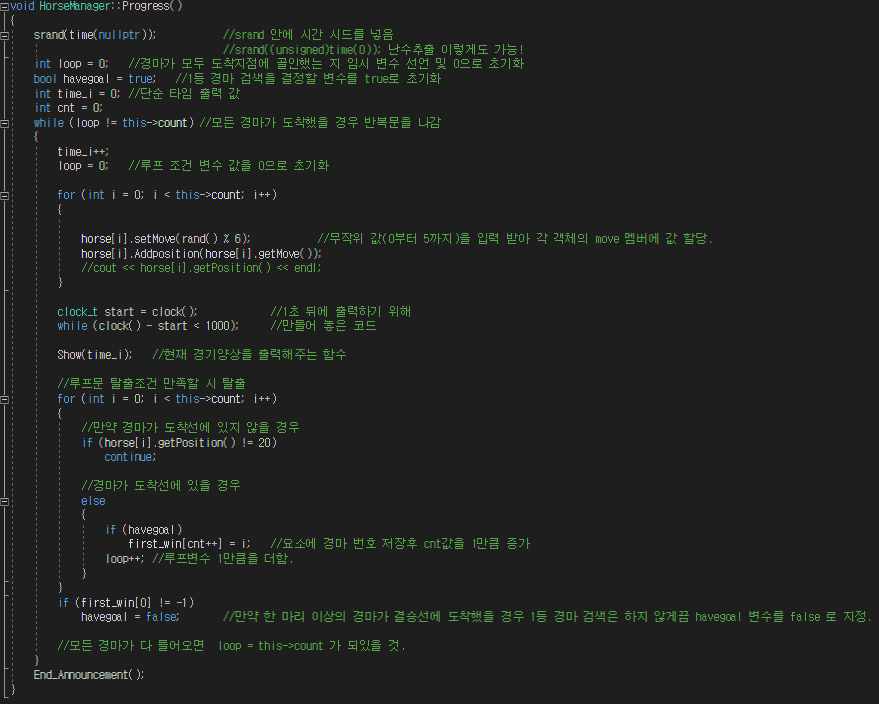 void HorseManager::Progress()
{
    srand(time(nullptr));          //srand 안에 시간 시드를 넣음
                                   //srand((unsigned)time(0)); 난수추출 이렇게도 가능!
    int loop = 0;   //경마가 모두 도착지점에 골인했는 지 임시 변수 선언 및 0으로 초기화
    bool havegoal = true;   //1등 경마 검색을 결정할 변수를 true로 초기화
    int time_i = 0; //단순 타임 출력 값
    int cnt = 0;
    while (loop != this->count) //모든 경마가 도착했을 경우 반복문을 나감
    {
        time_i++;
        loop = 0;   //루프 조건 변수 값을 0으로 초기화
        for (int i = 0; i < this->count; i++)
        {
            horse[i].setMove(rand() % 6);            //무작위 값(0부터 5까지)을 입력 받아 각 객체의 move 멤버에 값 할당.
            horse[i].Addposition(horse[i].getMove());
            //cout << horse[i].getPosition() << endl;
        }
        clock_t start = clock();           //1초 뒤에 출력하기 위해
        while (clock() - start < 1000);    //만들어 놓은 코드
        Show(time_i);   //현재 경기양상을 출력해주는 함수
        //루프문 탈출조건 만족할 시 탈출
        for (int i = 0; i < this->count; i++)
        {
            //만약 경마가 도착선에 있지 않을 경우
            if (horse[i].getPosition() != 20)
                continue;
            //경마가 도착선에 있을 경우
            else
            {
                if (havegoal)
                    first_win[cnt++] = i;   //요소에 경마 번호 저장후 cnt값을 1만큼 증가
                loop++; //루프변수 1만큼을 더함.
            }
        }
        if (first_win[0] != -1)
            havegoal = false;       //만약 한 마리 이상의 경마가 결승선에 도착했을 경우 1등 경마 검색은 하지 않게끔 havegoal 변수를 false 로 지정.
        //모든 경마가 다 들어오면  loop = this->count 가 되있을 것.
    }
    End_Announcement();
}